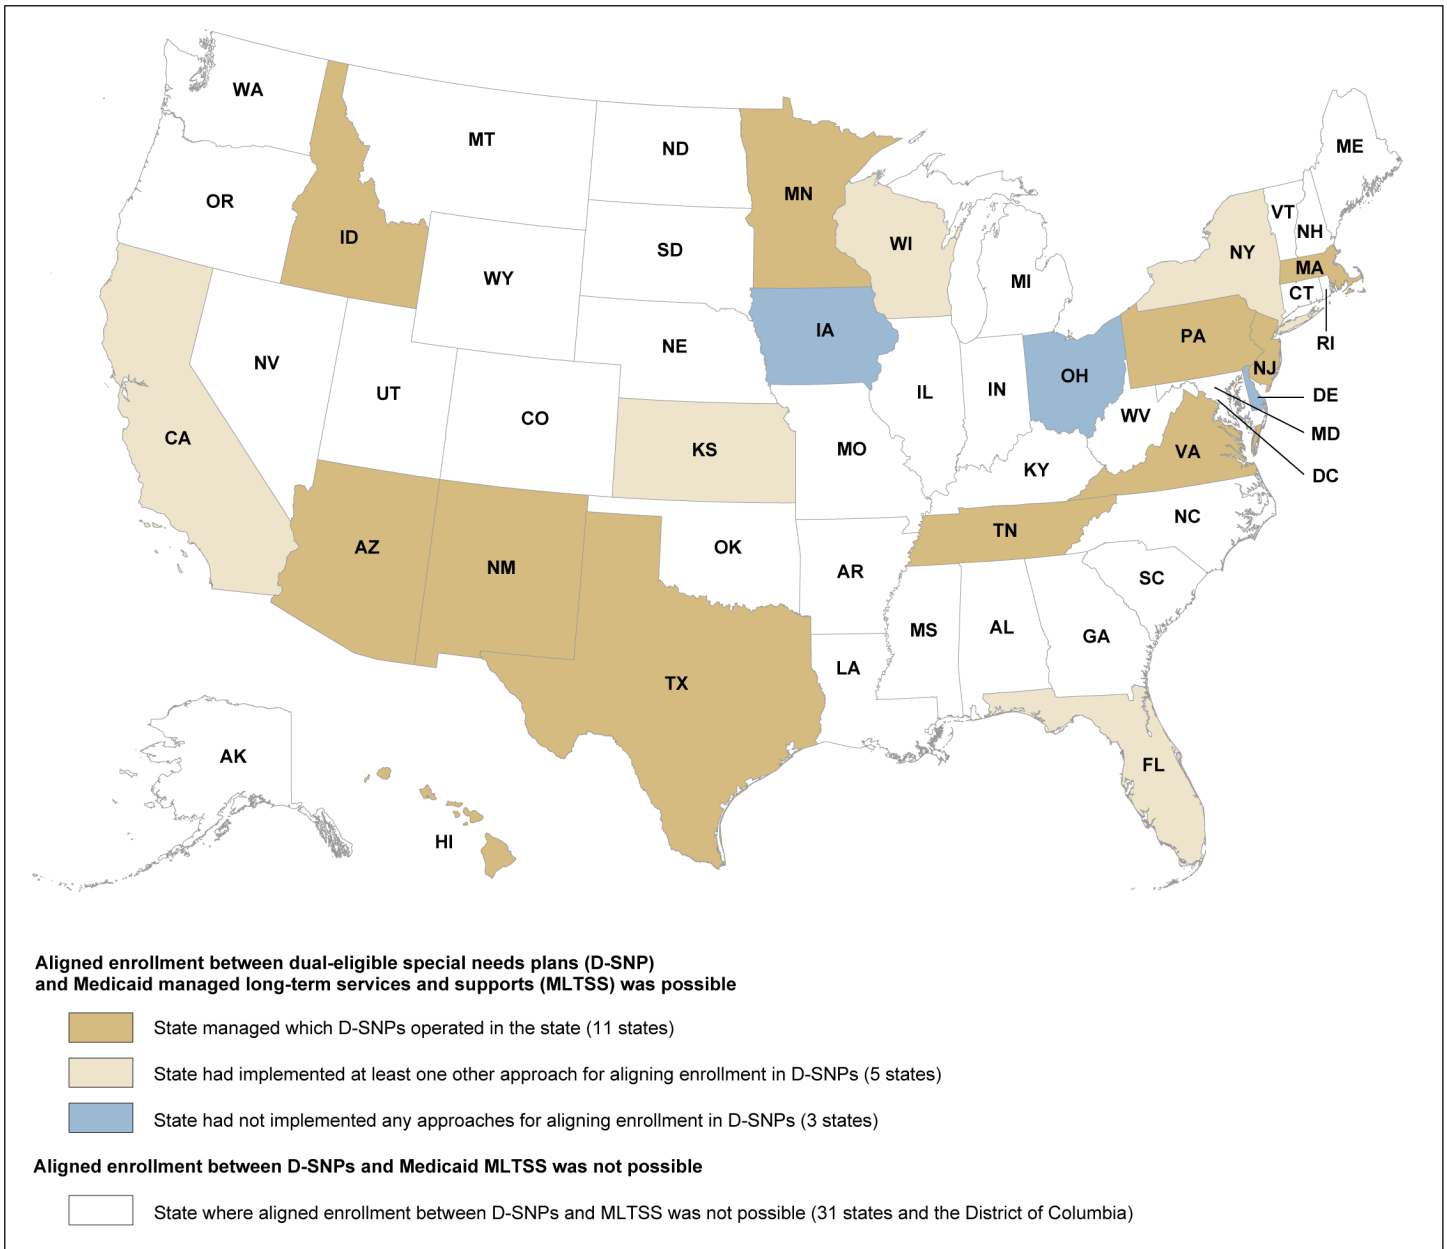 WA
MT
ND
MN
ME
OR
ID
SD
WI
VT
NH
NY
MA
WY
MI
CT
IA
NE
PA
RI
NV
NJ
UT
OH
IN
IL
DE
CO
WV
MD
CA
KS
MO
VA
KY
DC
NC
TN
AZ
OK
NM
AR
SC
MS
AL
GA
LA
TX
AK
FL
HI
Aligned enrollment between dual-eligible special needs plans (D-SNP)
and Medicaid managed long-term services and supports (MLTSS) was possible
State managed which D-SNPs operated in the state (11 states)
State had implemented at least one other approach for aligning enrollment in D-SNPs (5 states)
State had not implemented any approaches for aligning enrollment in D-SNPs (3 states)
Aligned enrollment between D-SNPs and Medicaid MLTSS was not possible
State where aligned enrollment between D-SNPs and MLTSS was not possible (31 states and the District of Columbia)